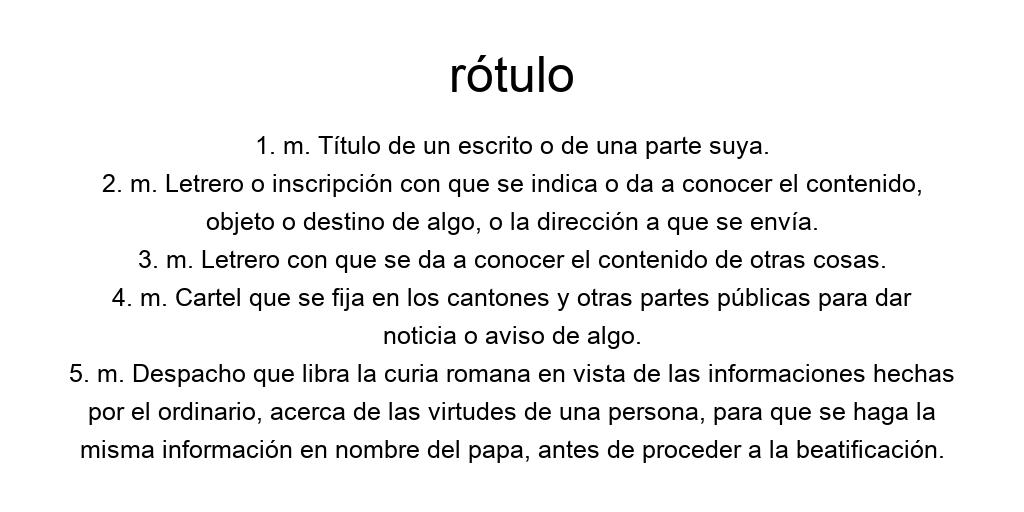 rótulo
1. m. Título de un escrito o de una parte suya.
2. m. Letrero o inscripción con que se indica o da a conocer el contenido,
objeto o destino de algo, o la dirección a que se envía.
3. m. Letrero con que se da a conocer el contenido de otras cosas.
4. m. Cartel que se fija en los cantones y otras partes públicas para dar
noticia o aviso de algo.
5. m. Despacho que libra la curia romana en vista de las informaciones hechas
por el ordinario, acerca de las virtudes de una persona, para que se haga la
misma información en nombre del papa, antes de proceder a la beatificación.